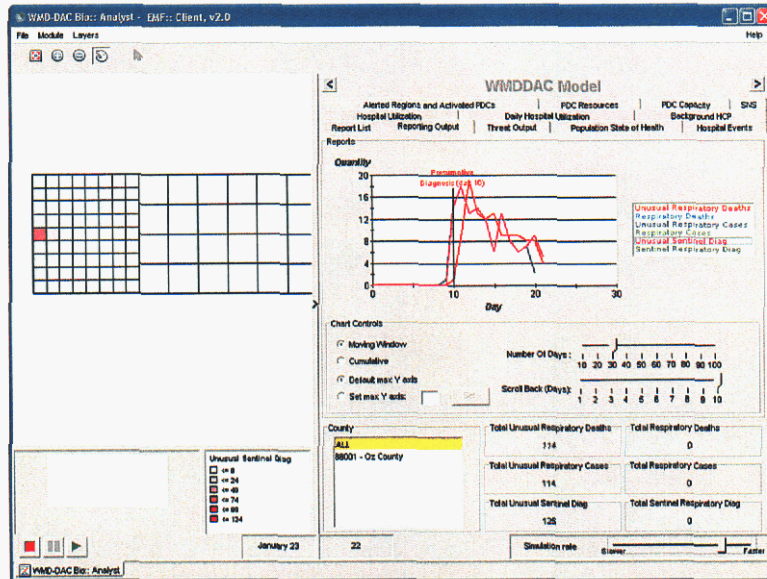 WMD-DAC Bio:: Analyst - EMF:: Client, v2.0
File Module Layers Help
WMDDAC Model
Alerted Regions and Activated PDCs PDC Resources PDC Capacity SNS
Hospital Utilization Daily Hospital Utilization Background HCP
Report List Reporting Output Threat Output Population State of Health Hospital Events
Reports
Quantity
Presumptive
Diagnosis (day 10)
20
16
12
8
4
0
0 10 20 30
Day
Unusual Respiratory Deaths
Respiratory Deaths
Unusual Respiratory Cases
Respiratory Cases
Unusual Sentinel Diag
Sentinel Respiratory Diag
Chart Controls
Moving Window
Cumulative
Default max Y axis
Set max Y axis:
Set
Number Of Days :
10 20 30 40 50 60 70 80 90 100
Scroll Back (Days):
1 2 3 4 5 6 7 8 9 10
County
ALL
88001 - Oz County
Total Unusual Respiratory Deaths
114
Total Respiratory Deaths
0
Total Unusual Respiratory Cases
114
Total Respiratory Cases
0
Total Unusual Sentinel Diag
126
Total Sentinel Respiratory Diag
0
Unusual Sentinel Diag
<= 24
<= 74
<= 134
January 23
22
Simulation rate
Slower
Faster
WMD-DAC Bio:: Analyst